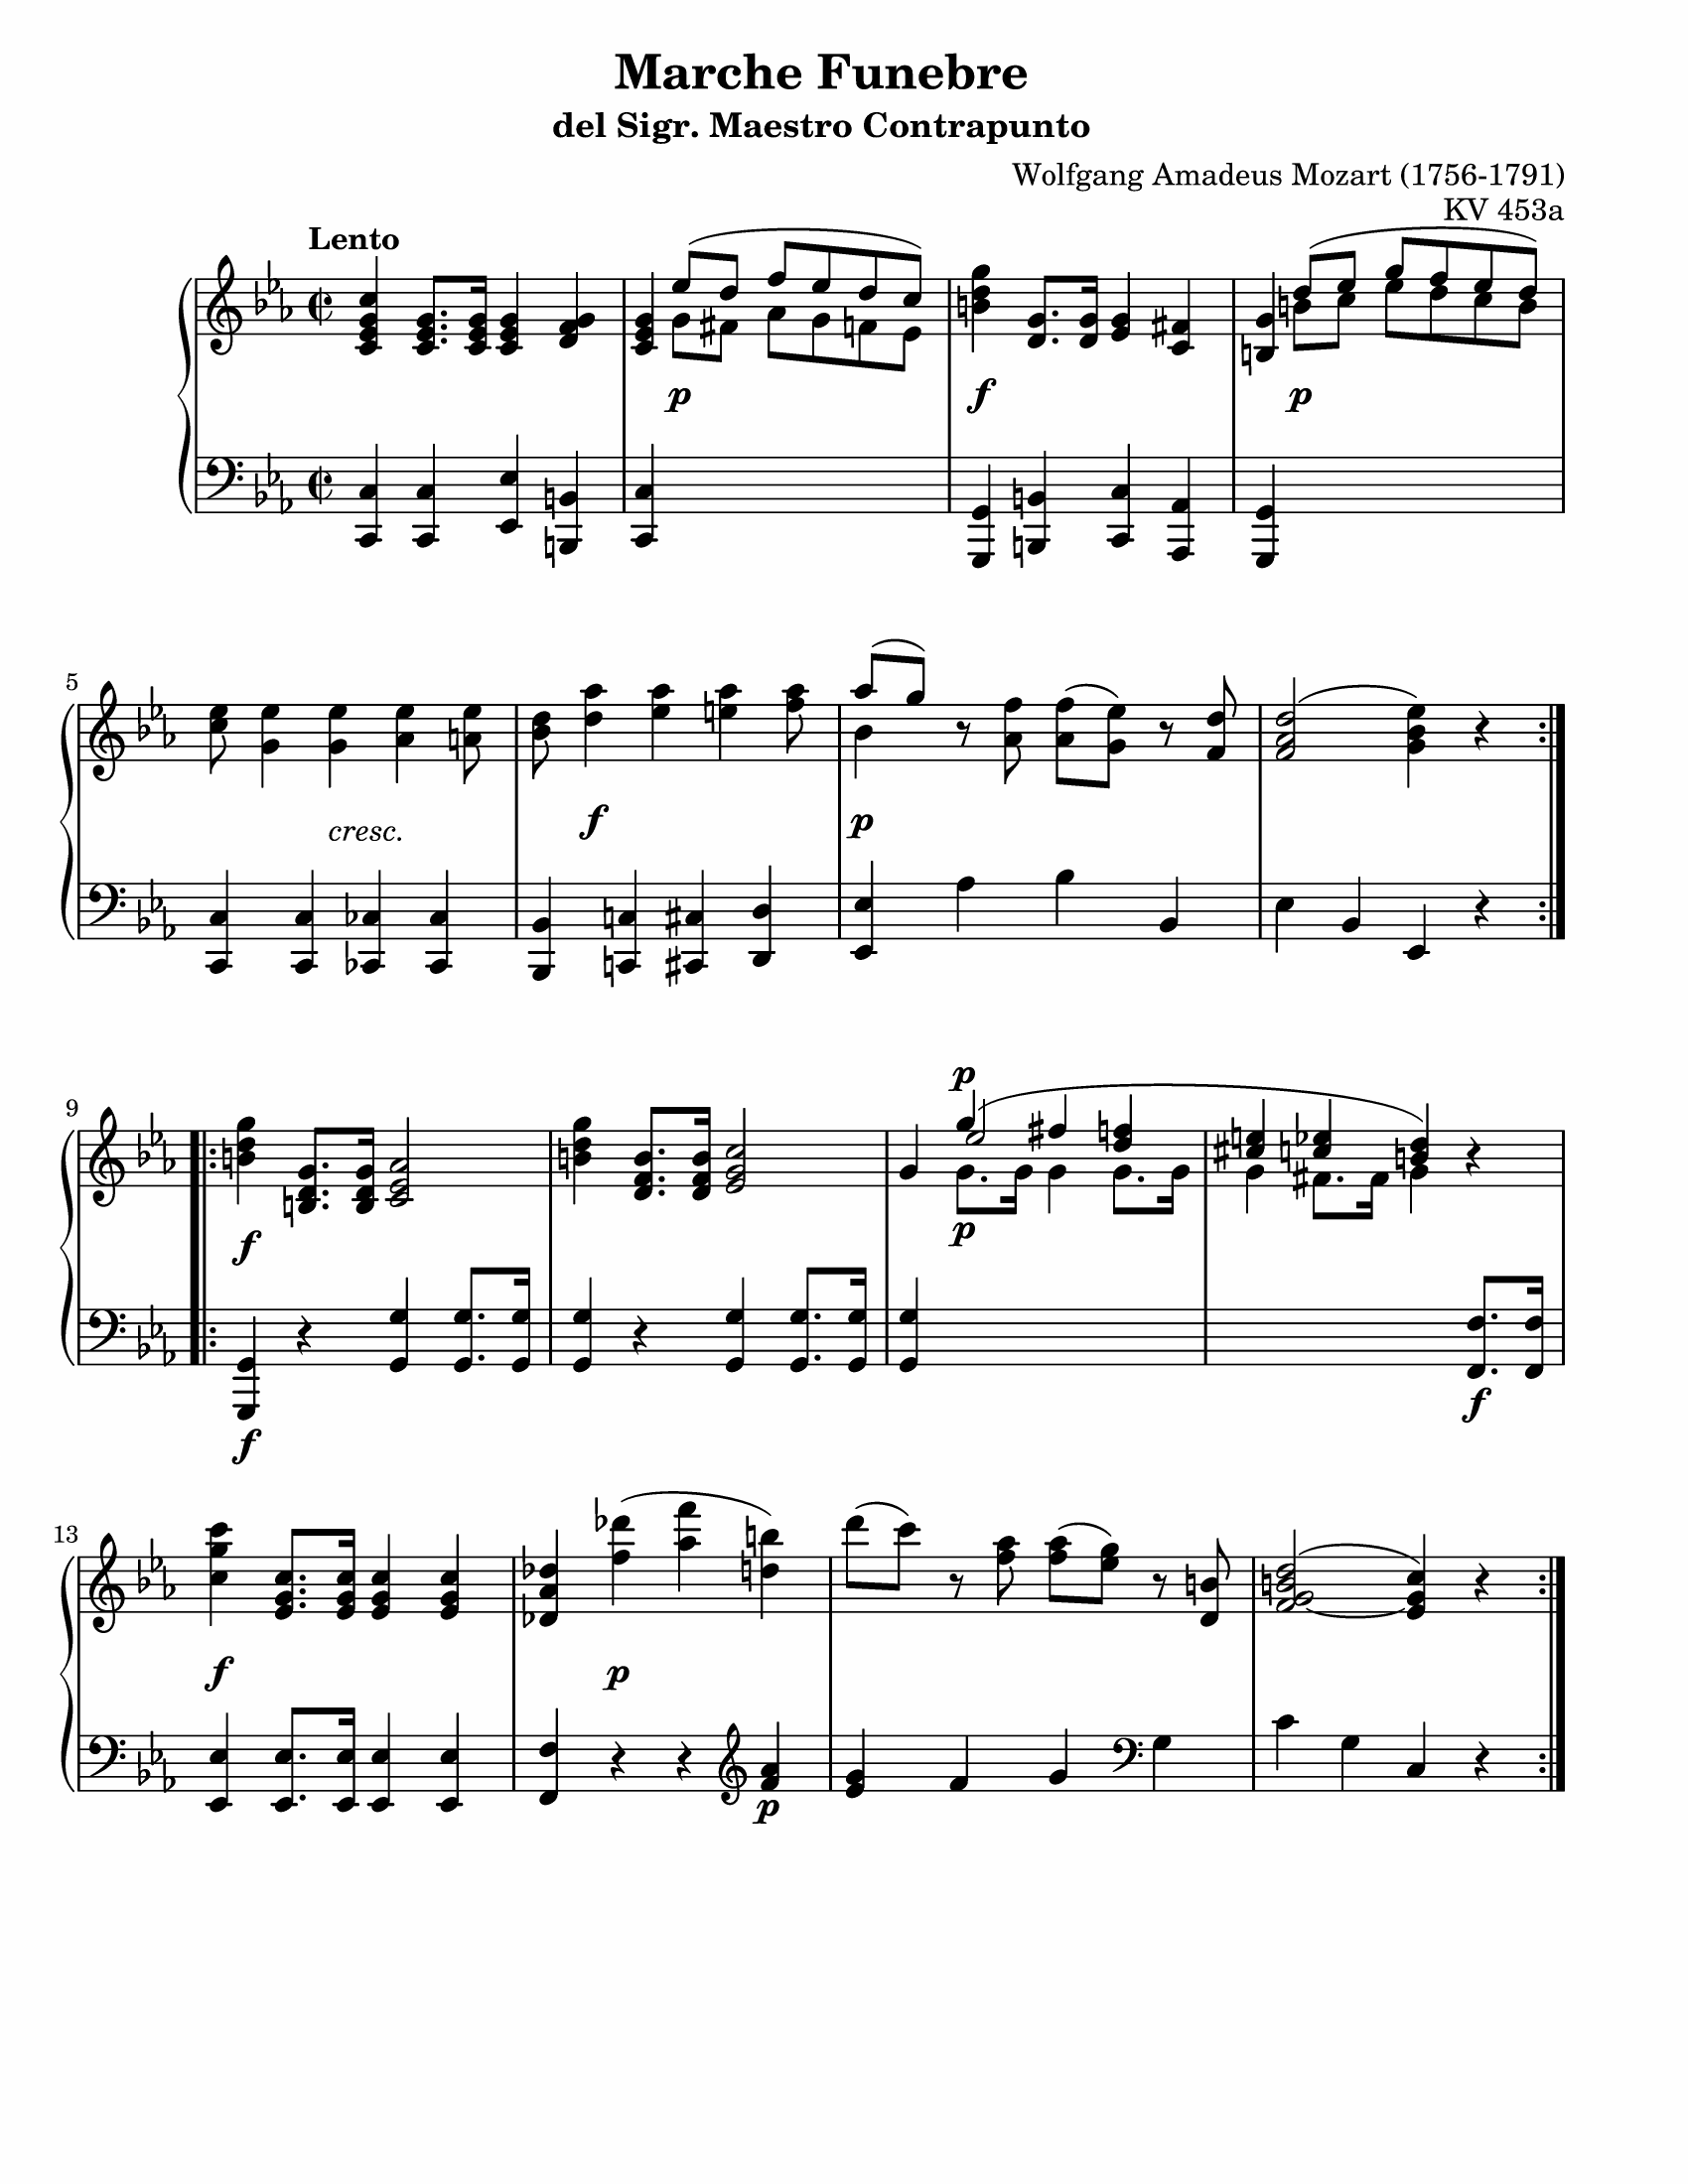 Marche Funebre
del Sigr. Maestro Contrapunto
Wolfgang Amadeus Mozart (1756-1791)
KV 453a
Lento
p f p
5
cresc. f p
9
p
f p
f f
13
f p
p